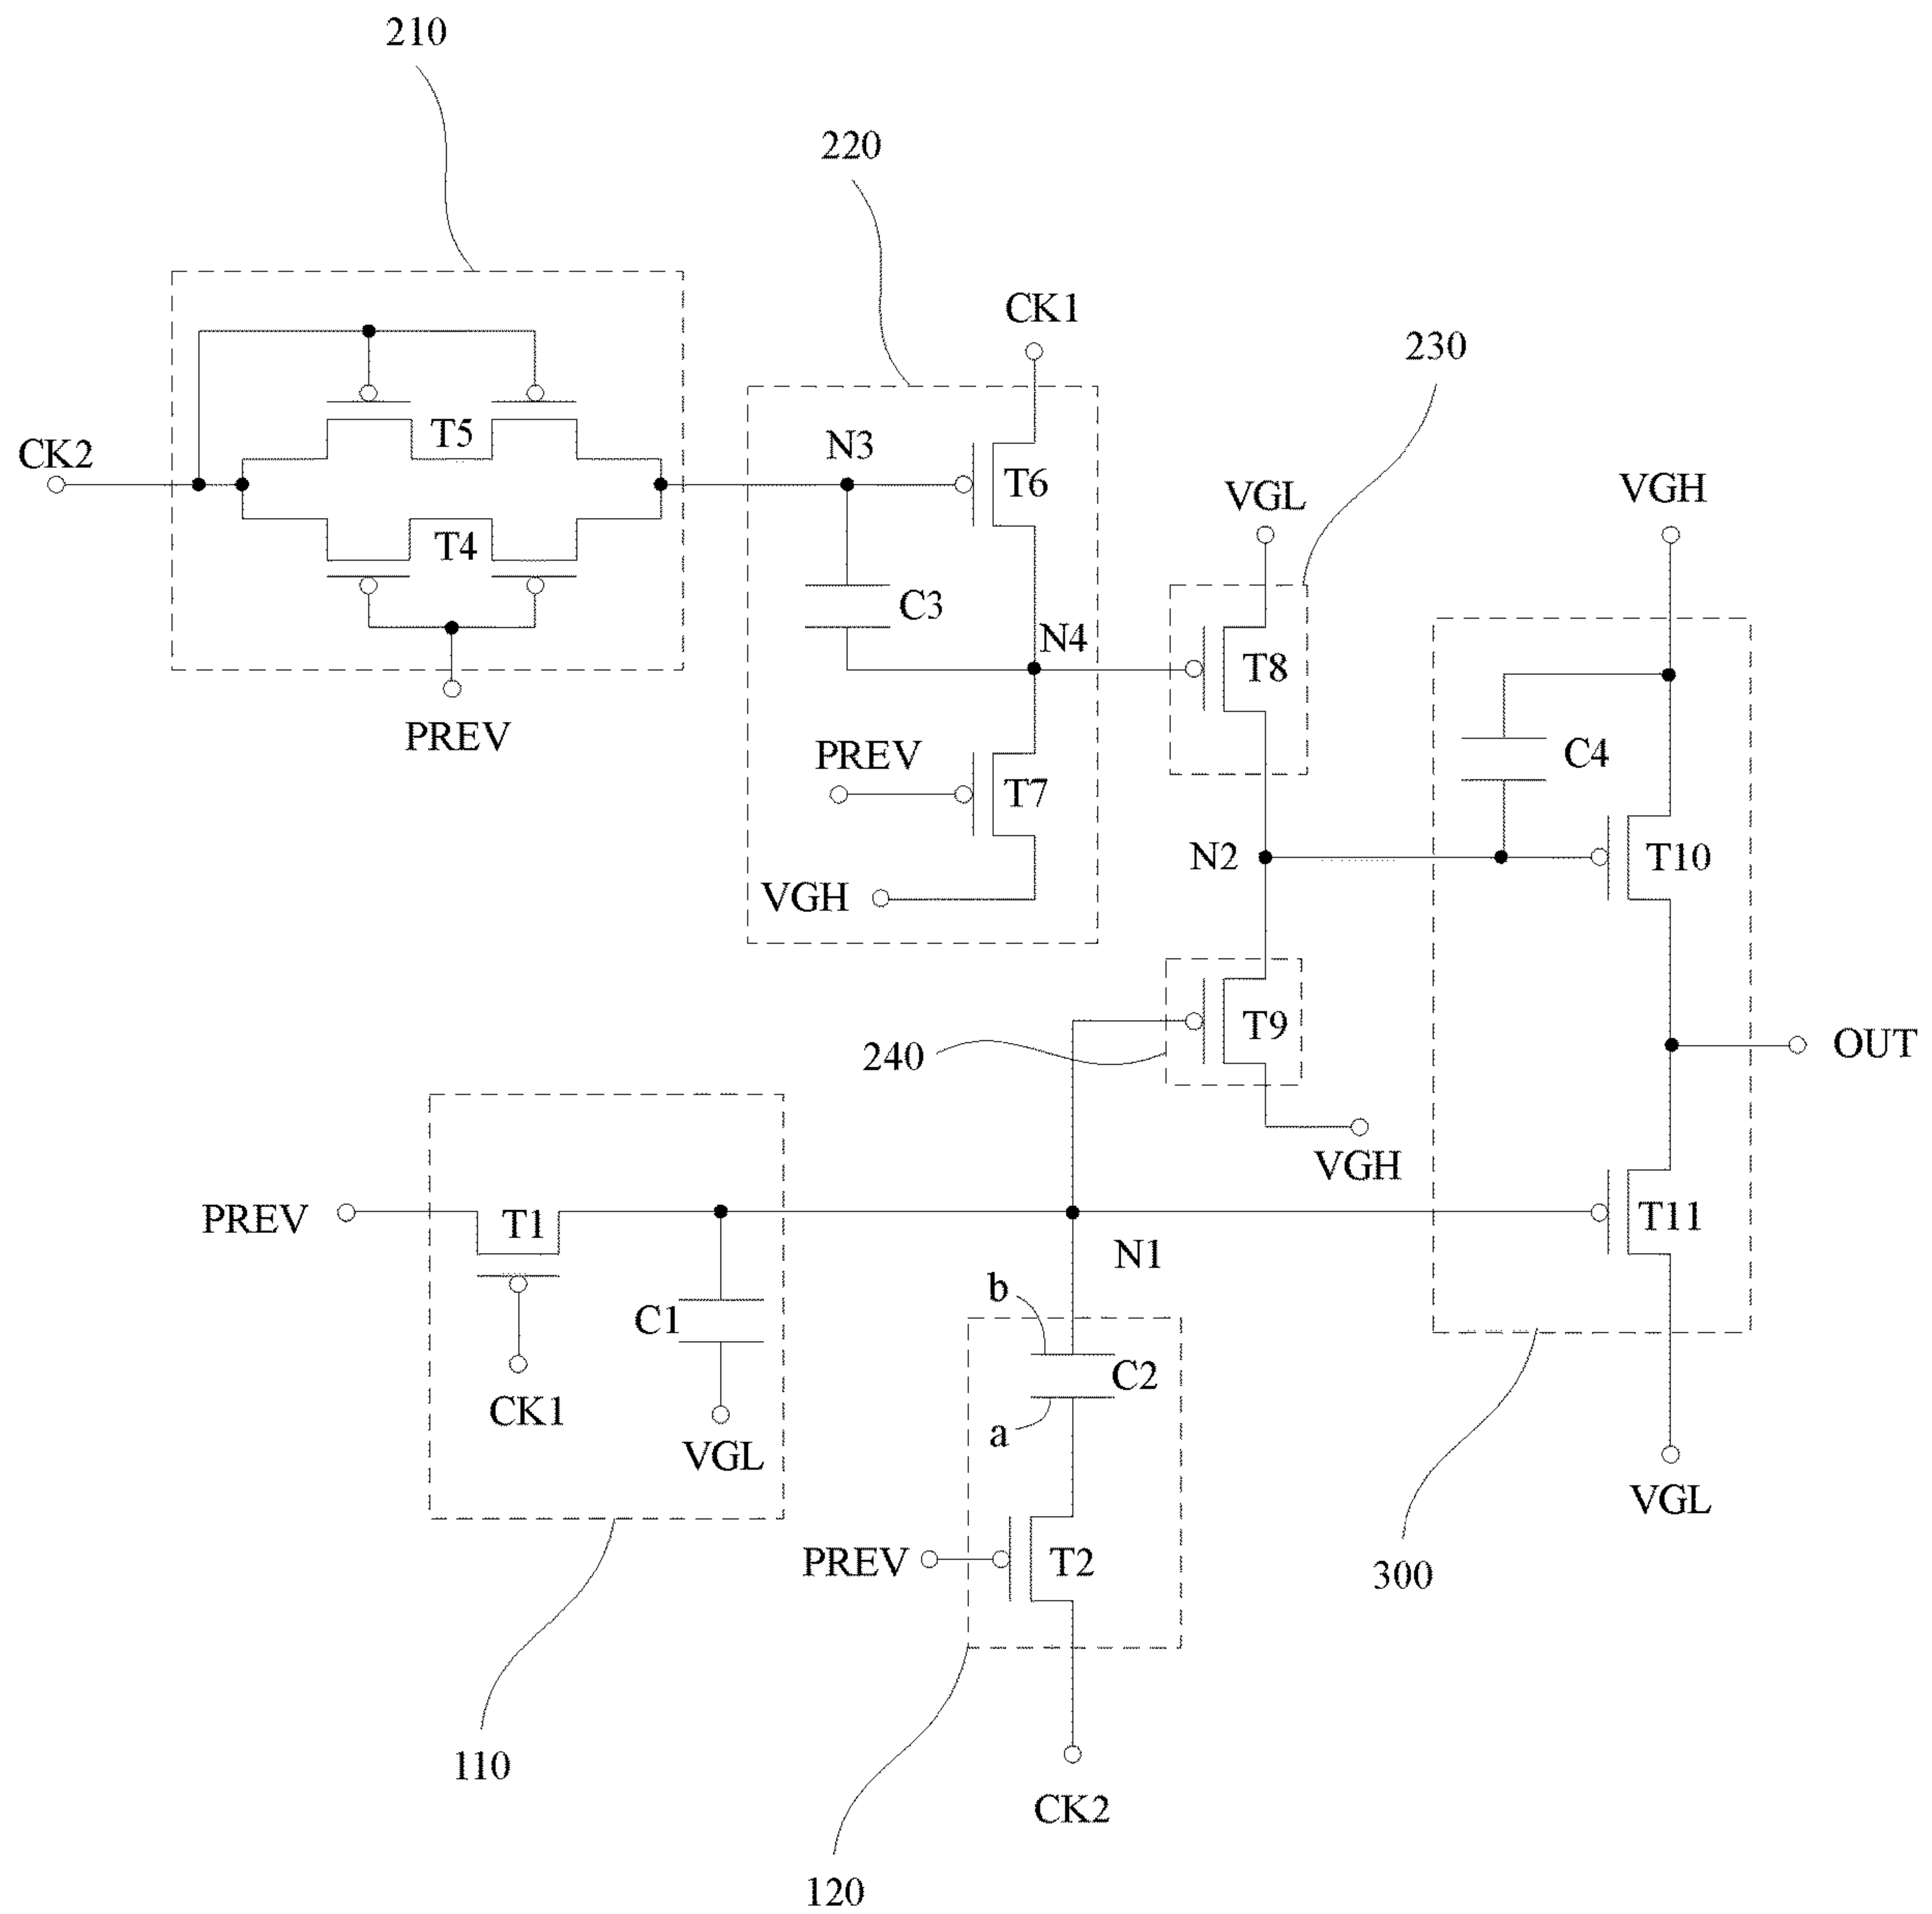 210
220
CK1
230
T5
N3
CK2
T6
VGL
VGH
T4
C3
N4
T8
PREV
PREV
C4
T7
N2
T10
VGH
T9
OUT
240
VGH
PREV
T1
T11
N1
b
C1
C2
CK1
a
VGL
VGL
PREV
T2
300
110
CK2
120